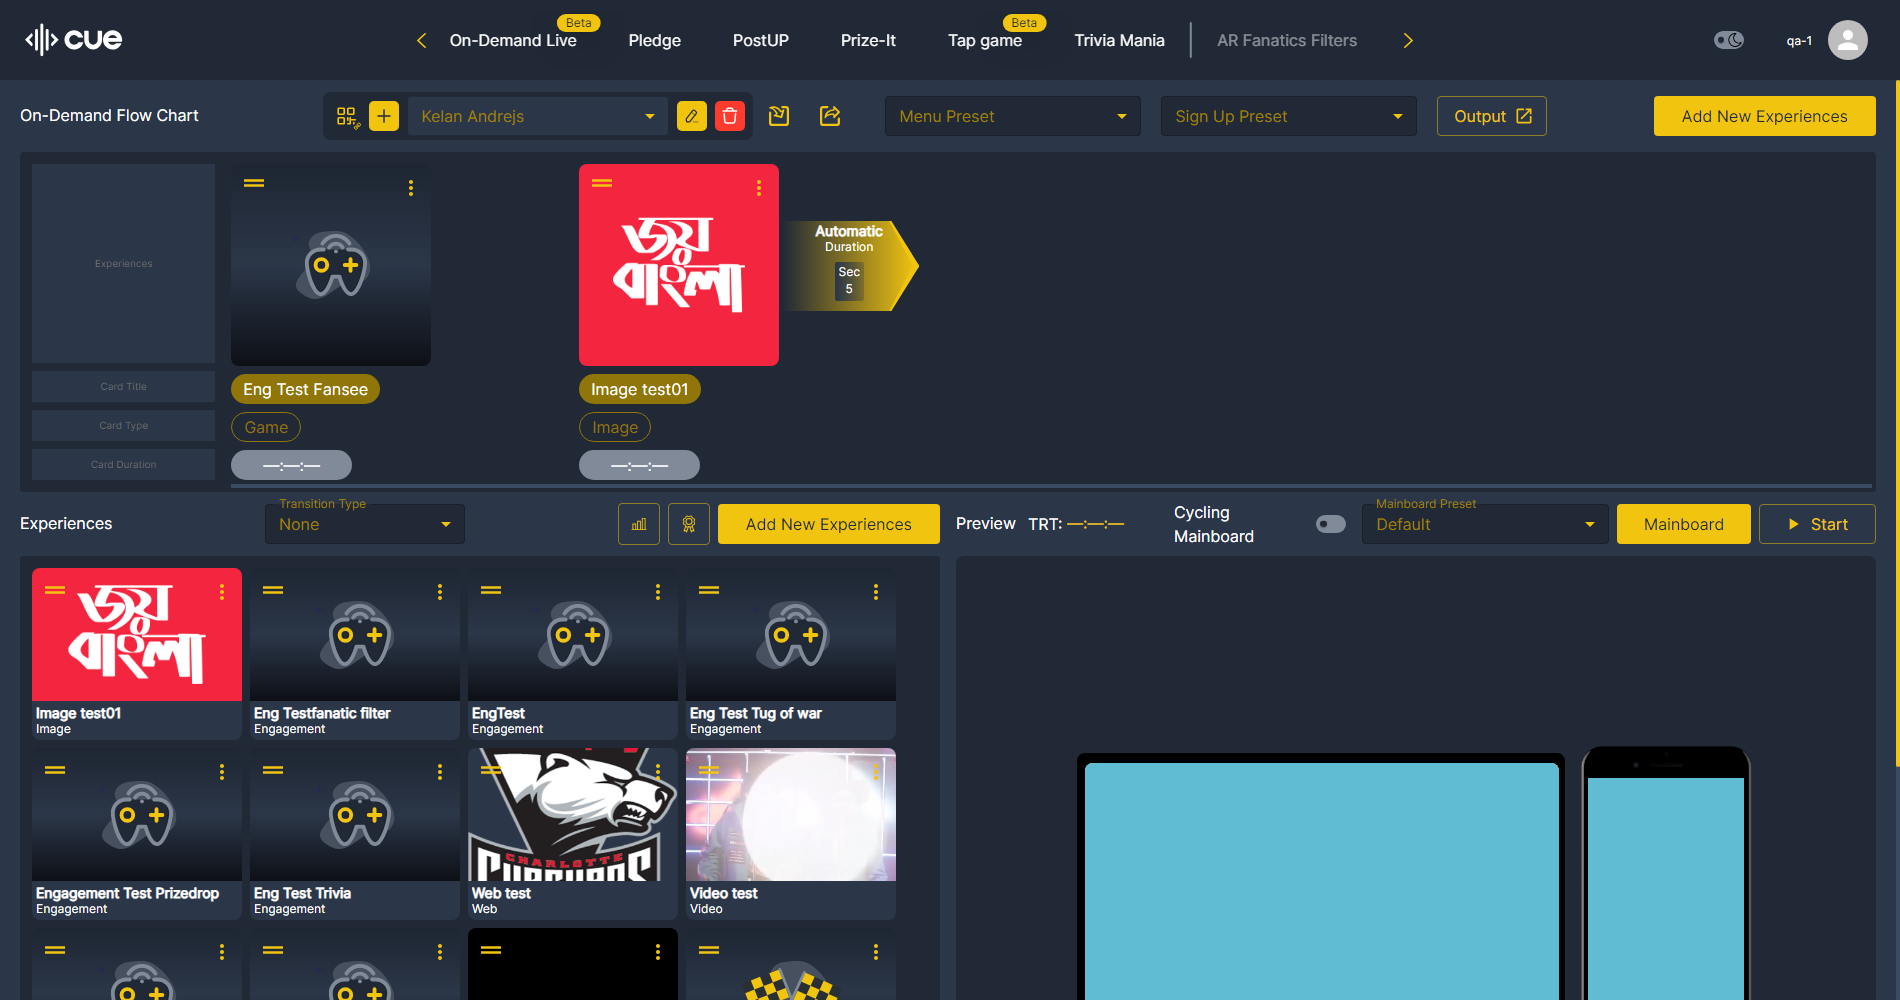 cue
On-Demand Live
Beta
Pledge
PostUP
Prize-It
Tap game
Beta
Trivia Mania
AR Fanatics Filters
qa-1
On-Demand Flow Chart
Kelan Andrejs
Menu Preset
Sign Up Preset
Output
Add New Experiences
Experiences
জয়
বাংলা
Automatic
Duration
Sec
5
Card Title
Eng Test Fansee
Image test01
Card Type
Game
Image
Card Duration
—:—:—
—:—:—
Experiences
Transition Type
None
Add New Experiences
Preview
TRT: —:—:—
Cycling
Mainboard
Mainboard Preset
Default
Mainboard
Start
জয়
বাংলা
Image test01
Image
Eng Testfanatic filter
Engagement
EngTest
Engagement
Eng Test Tug of war
Engagement
Engagement Test Prizedrop
Engagement
Eng Test Trivia
Engagement
CHARLOTTE
Web test
Web
Video test
Video